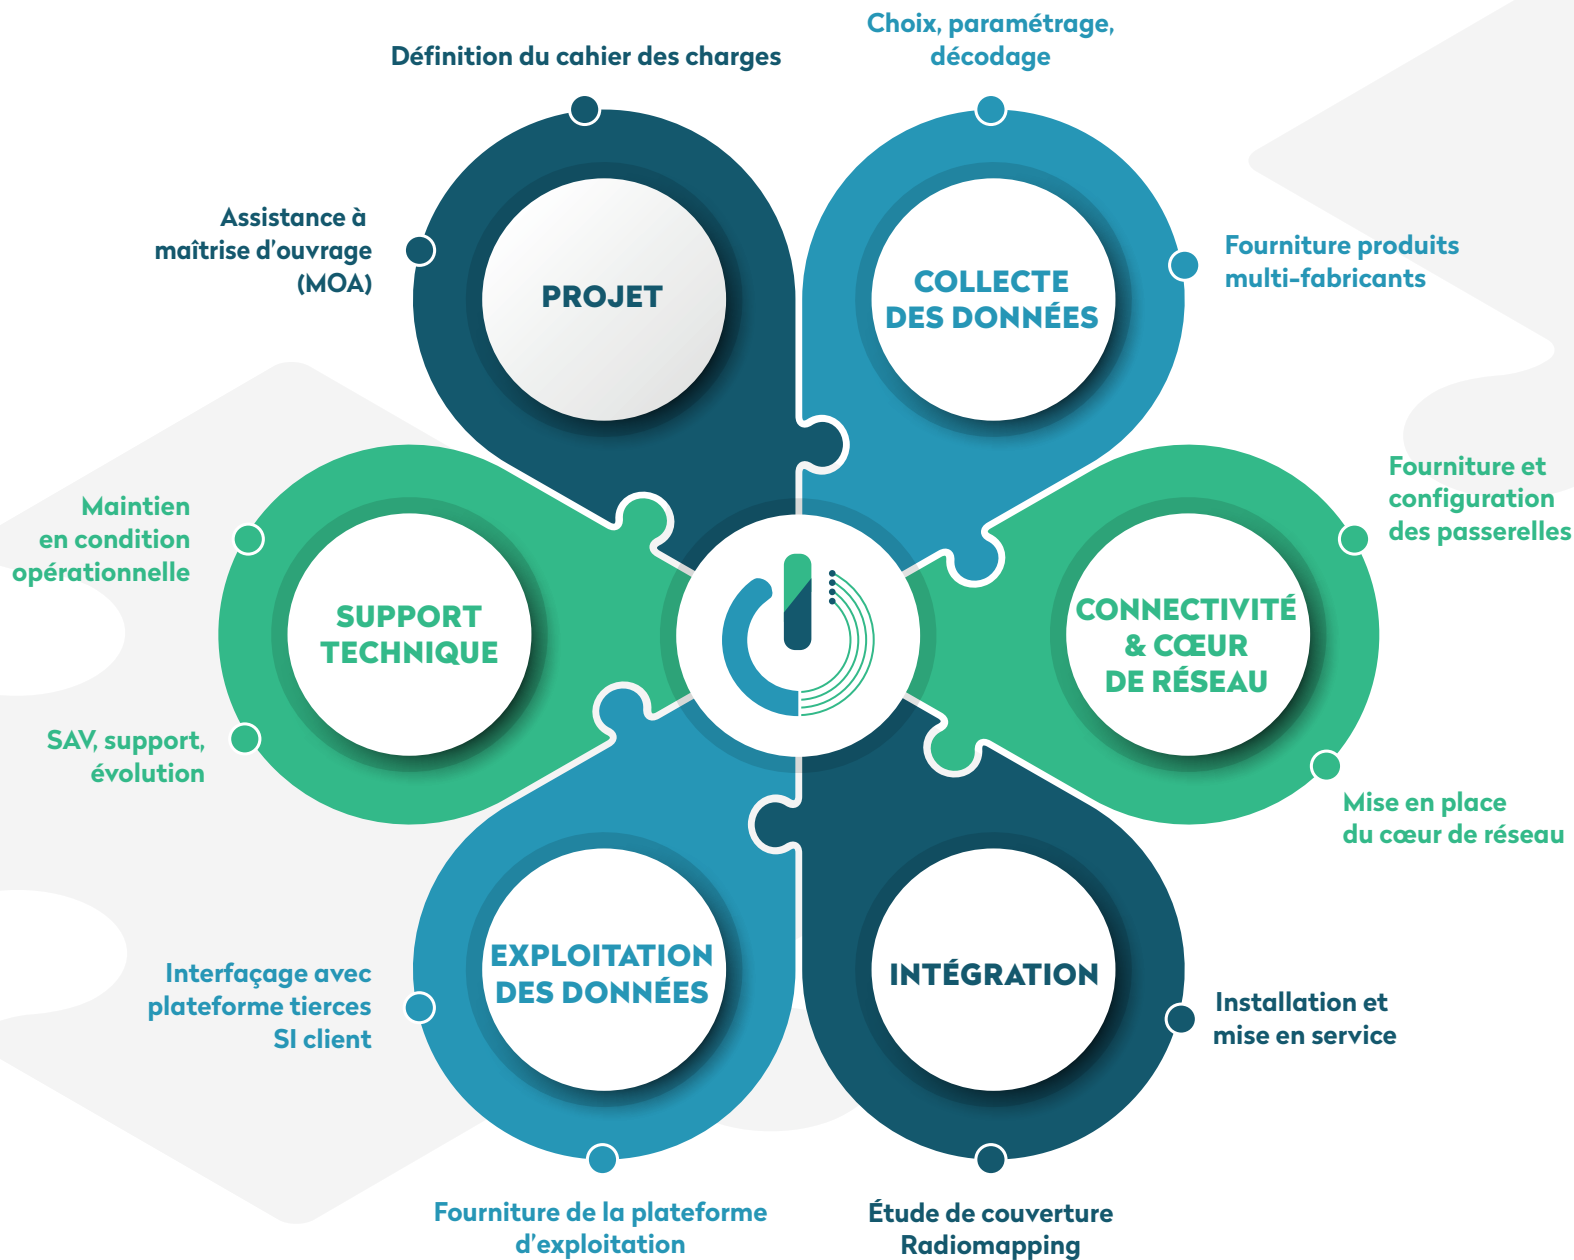 Définition du cahier des charges
Assistance à
maîtrise d'ouvrage
(MOA)
PROJET
Choix, paramétrage,
décodage
Fourniture produits
multi-fabricants
COLLECTE
DES DONNÉES
Fourniture et
configuration
des passerelles
CONNECTIVITÉ
& CŒUR
DE RÉSEAU
Mise en place
du cœur de réseau
INTÉGRATION
Installation et
mise en service
Étude de couverture
Radiomapping
EXPLOITATION
DES DONNÉES
Fourniture de la plateforme
d'exploitation
Interfaçage avec
plateforme tierces
SI client
SUPPORT
TECHNIQUE
SAV, support,
évolution
Maintien
en condition
opérationnelle